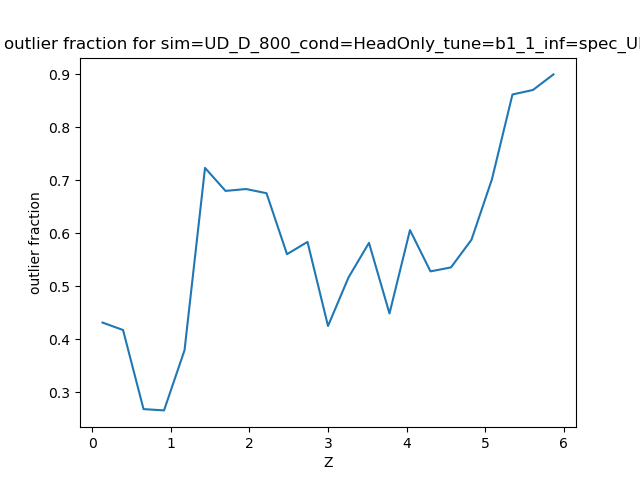 outlier fraction for sim=UD_D_800_cond=HeadOnly_tune=b1_1_inf=spec_U
0.9
0.8
0.7
0.6
0.5
0.4
0.3
outlier fraction
0 1 2 3 4 5 6
Z